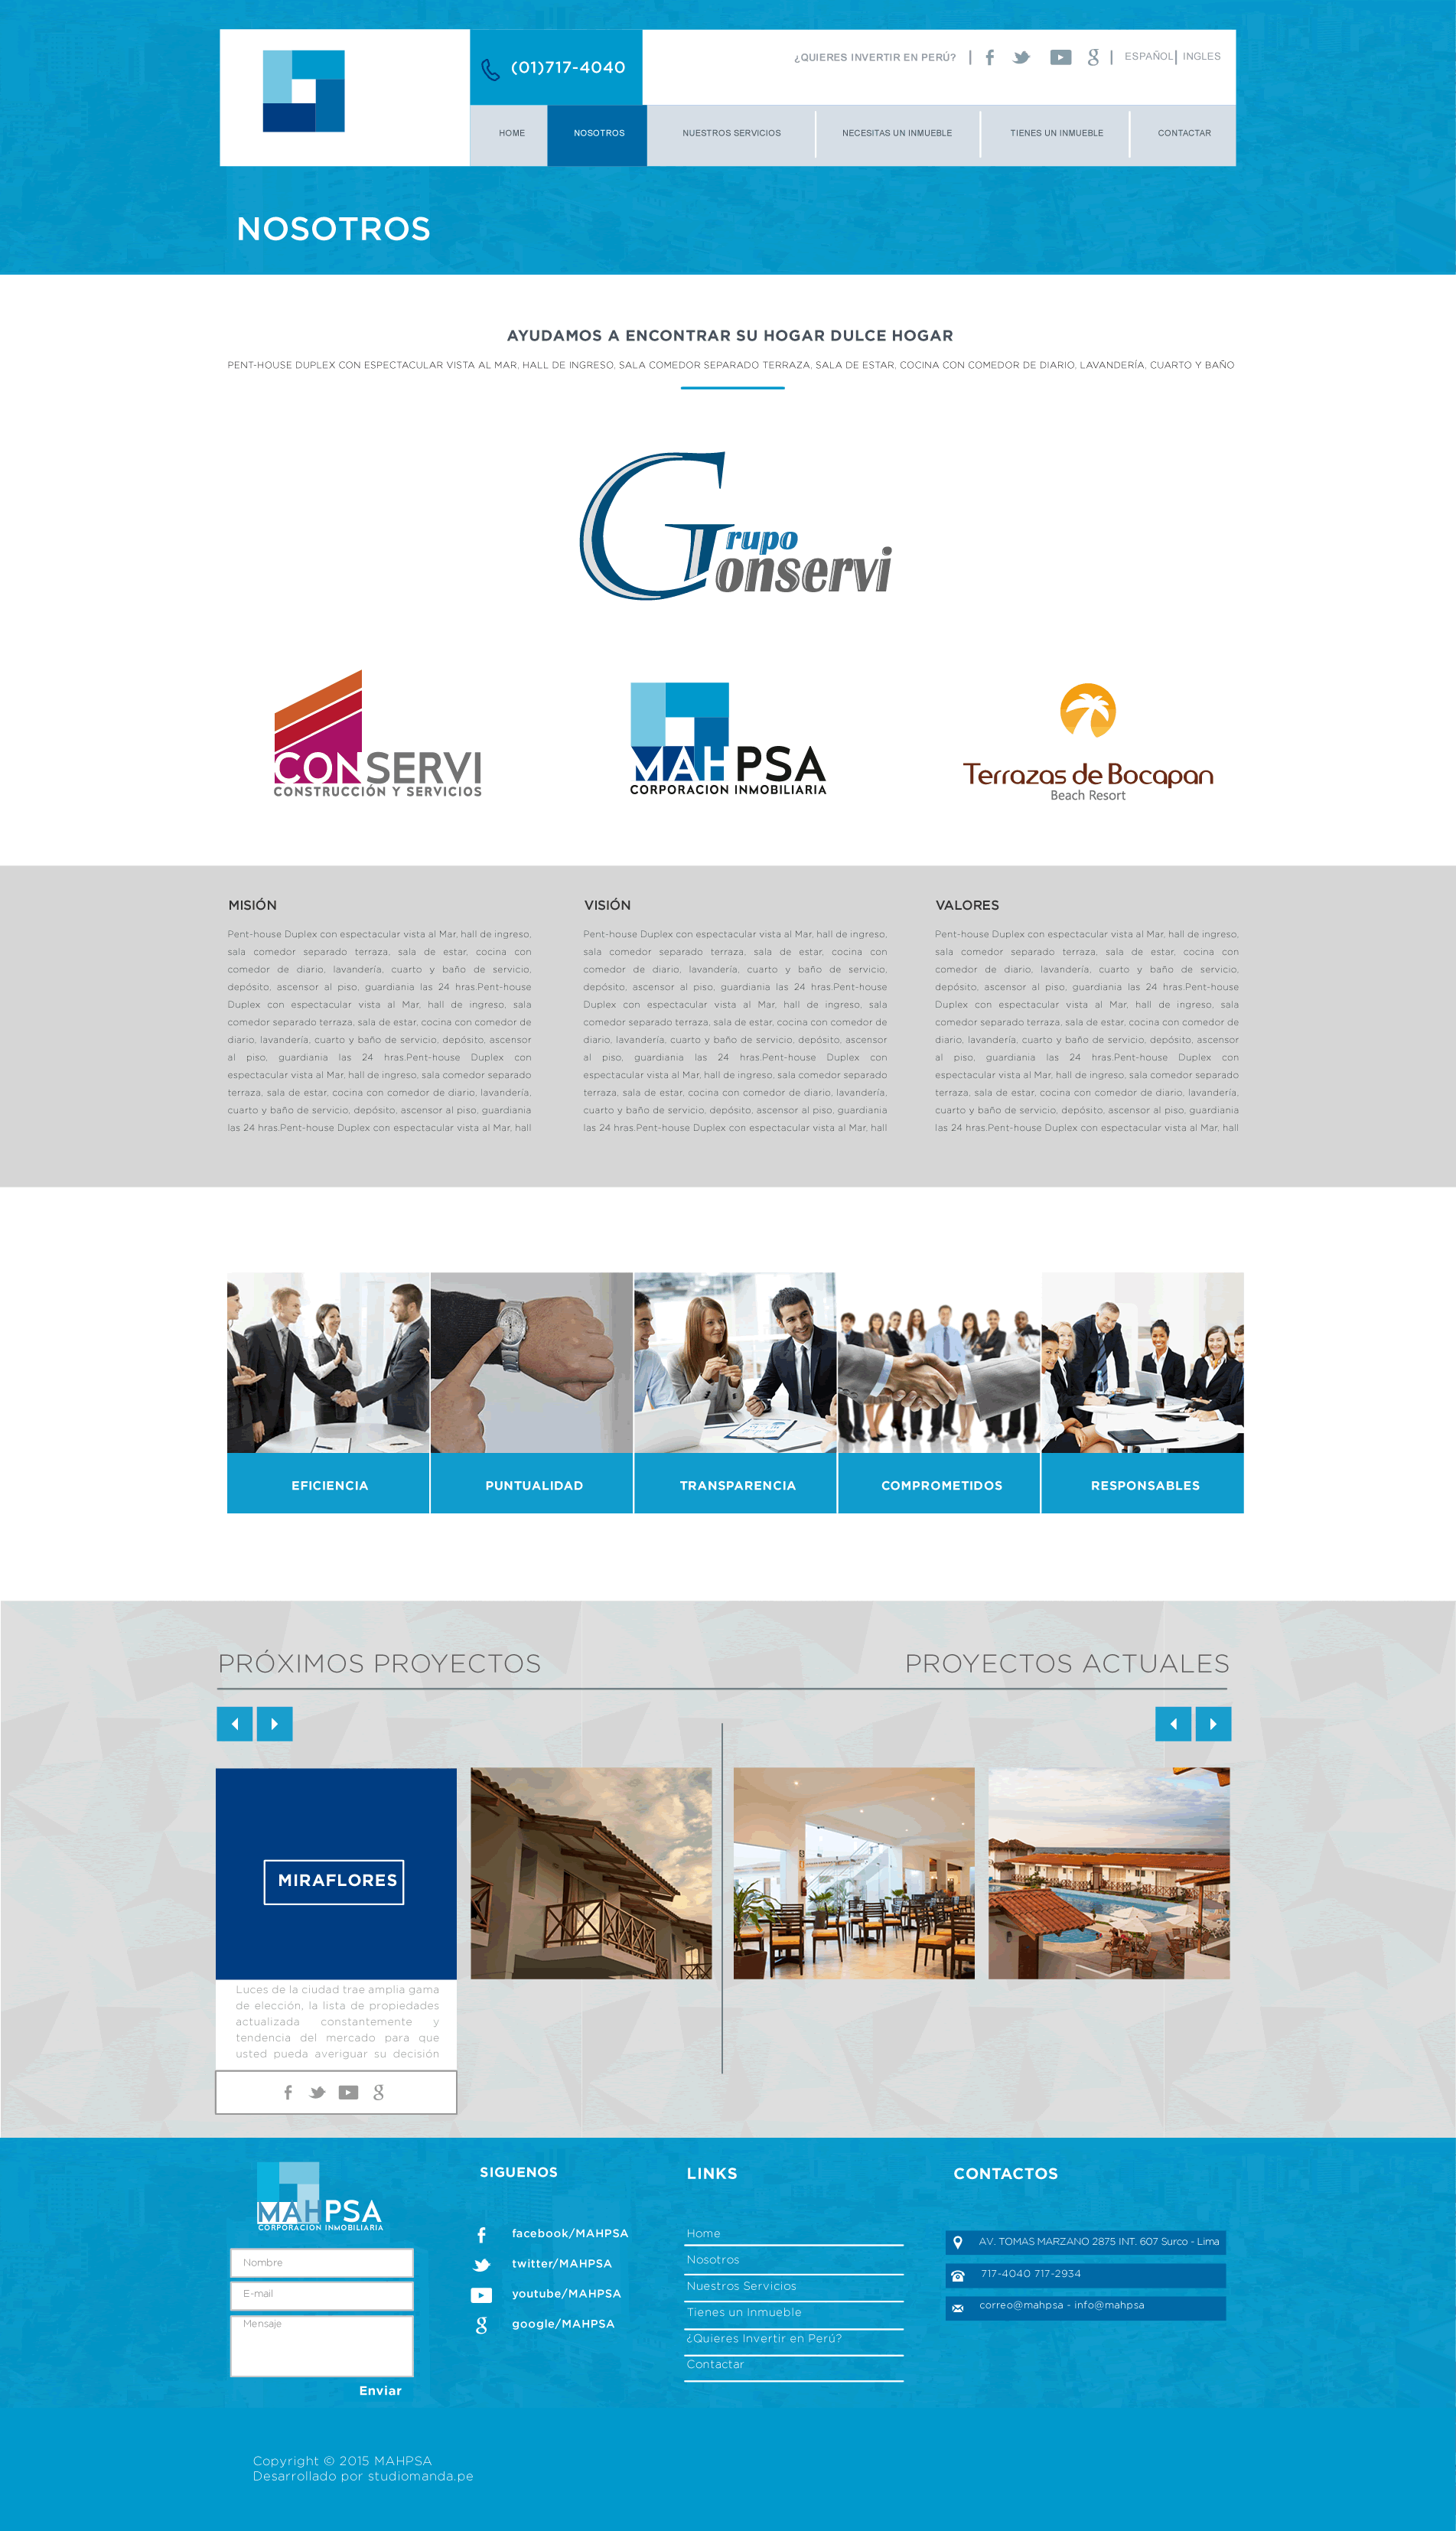 (01)717-4040
¿QUIERES INVERTIR EN PERÚ?
ESPAÑOL
INGLES
HOME
NOSOTROS
NUESTROS SERVICIOS
NECESITAS UN INMUEBLE
TIENES UN INMUEBLE
CONTACTAR
NOSOTROS
AYUDAMOS A ENCONTRAR SU HOGAR DULCE HOGAR
PENT-HOUSE DUPLEX CON ESPECTACULAR VISTA AL MAR, HALL DE INGRESO, SALA COMEDOR SEPARADO TERRAZA, SALA DE ESTAR, COCINA CON COMEDOR DE DIARIO, LAVANDERÍA, CUARTO Y BAÑO
Grupo
Conservi
CONSERVI
CONSTRUCCIÓN Y SERVICIOS
MAHPSA
CORPORACION INMOBILIARIA
Terrazas de Bocapan
Beach Resort
MISIÓN
Pent-house Duplex con espectacular vista al Mar, hall de ingreso,
sala comedor separado terraza, sala de estar, cocina con
comedor de diario, lavandería, cuarto y baño de servicio,
depósito, ascensor al piso, guardiania las 24 hras.Pent-house
Duplex con espectacular vista al Mar, hall de ingreso, sala
comedor separado terraza, sala de estar, cocina con comedor de
diario, lavandería, cuarto y baño de servicio, depósito, ascensor
al piso, guardiania las 24 hras.Pent-house Duplex con
espectacular vista al Mar, hall de ingreso, sala comedor separado
terraza, sala de estar, cocina con comedor de diario, lavandería,
cuarto y baño de servicio, depósito, ascensor al piso, guardiania
las 24 hras.Pent-house Duplex con espectacular vista al Mar, hall
VISIÓN
Pent-house Duplex con espectacular vista al Mar, hall de ingreso,
sala comedor separado terraza, sala de estar, cocina con
comedor de diario, lavandería, cuarto y baño de servicio,
depósito, ascensor al piso, guardiania las 24 hras.Pent-house
Duplex con espectacular vista al Mar, hall de ingreso, sala
comedor separado terraza, sala de estar, cocina con comedor de
diario, lavandería, cuarto y baño de servicio, depósito, ascensor
al piso, guardiania las 24 hras.Pent-house Duplex con
espectacular vista al Mar, hall de ingreso, sala comedor separado
terraza, sala de estar, cocina con comedor de diario, lavandería,
cuarto y baño de servicio, depósito, ascensor al piso, guardiania
las 24 hras.Pent-house Duplex con espectacular vista al Mar, hall
VALORES
Pent-house Duplex con espectacular vista al Mar, hall de ingreso,
sala comedor separado terraza, sala de estar, cocina con
comedor de diario, lavandería, cuarto y baño de servicio,
depósito, ascensor al piso, guardiania las 24 hras.Pent-house
Duplex con espectacular vista al Mar, hall de ingreso, sala
comedor separado terraza, sala de estar, cocina con comedor de
diario, lavandería, cuarto y baño de servicio, depósito, ascensor
al piso, guardiania las 24 hras.Pent-house Duplex con
espectacular vista al Mar, hall de ingreso, sala comedor separado
terraza, sala de estar, cocina con comedor de diario, lavandería,
cuarto y baño de servicio, depósito, ascensor al piso, guardiania
las 24 hras.Pent-house Duplex con espectacular vista al Mar, hall
EFICIENCIA
PUNTUALIDAD
TRANSPARENCIA
COMPROMETIDOS
RESPONSABLES
PRÓXIMOS PROYECTOS
PROYECTOS ACTUALES
MIRAFLORES
Luces de la ciudad trae amplia gama
de elección, la lista de propiedades
actualizada constantemente y
tendencia del mercado para que
usted pueda averiguar su decisión
MAHPSA
CORPORACION INMOBILIARIA
Nombre
E-mail
Mensaje
Enviar
SIGUENOS
facebook/MAHPSA
twitter/MAHPSA
youtube/MAHPSA
google/MAHPSA
LINKS
Home
Nosotros
Nuestros Servicios
Tienes un Inmueble
¿Quieres Invertir en Perú?
Contactar
CONTACTOS
AV. TOMAS MARZANO 2875 INT. 607 Surco - Lima
717-4040 717-2934
correo@mahpsa - info@mahpsa
Copyright © 2015 MAHPSA
Desarrollado por studiomanda.pe